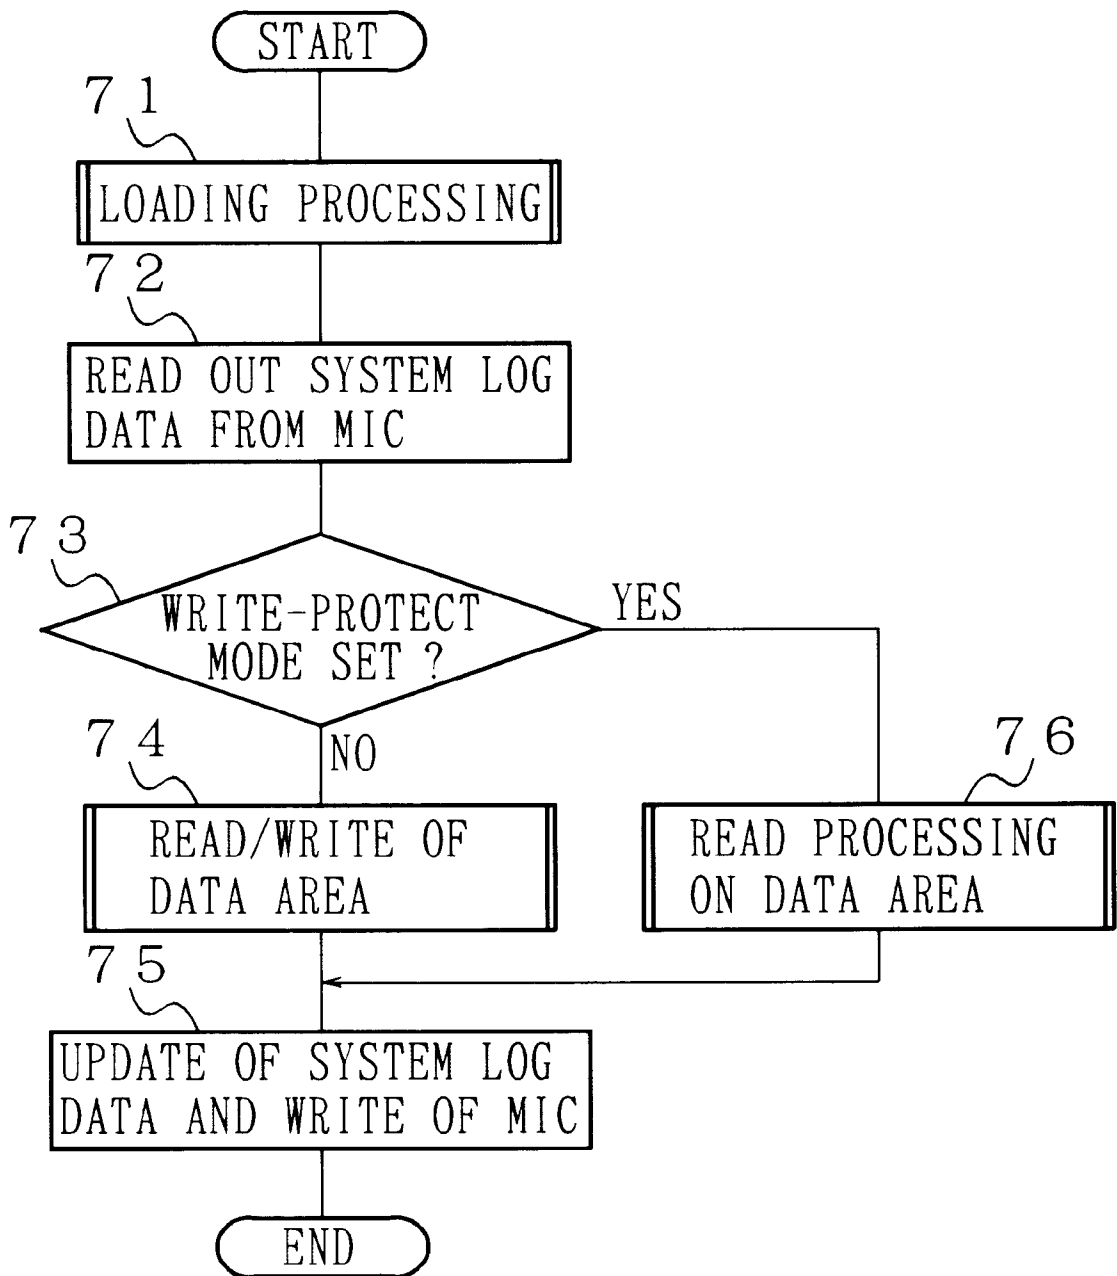 START
71
LOADING PROCESSING
72
READ OUT SYSTEM LOG
DATA FROM MIC
73
WRITE-PROTECT
MODE SET ?
YES
74
NO
76
READ/WRITE OF
DATA AREA
READ PROCESSING
ON DATA AREA
75
UPDATE OF SYSTEM LOG
DATA AND WRITE OF MIC
END